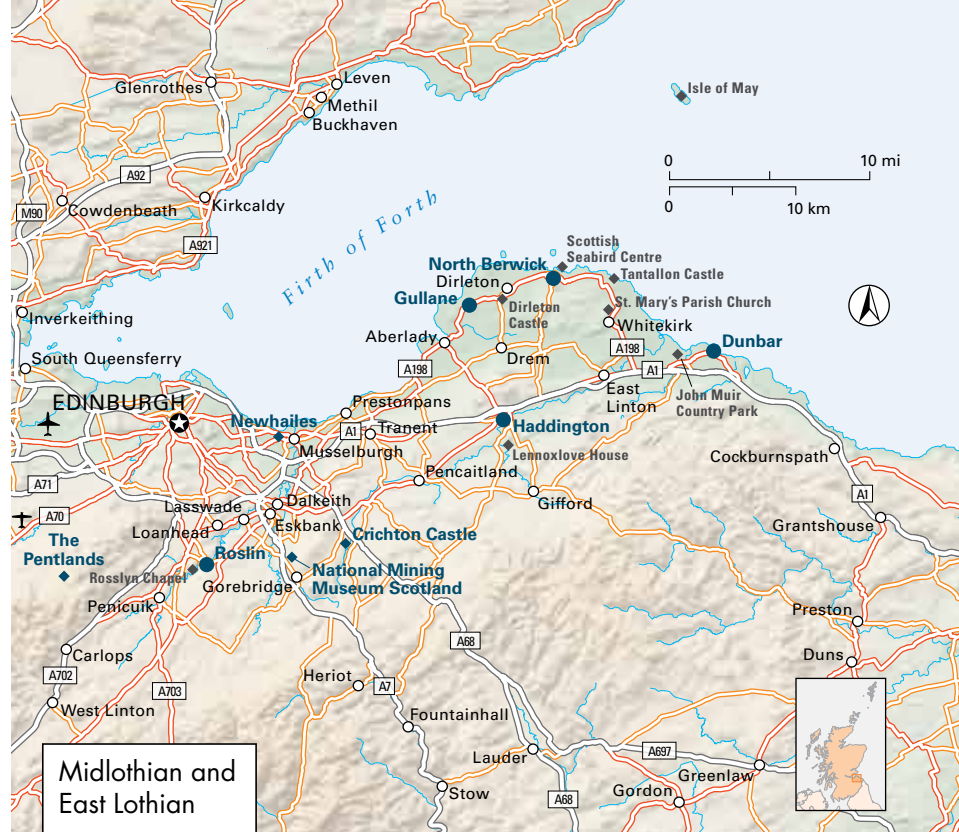 Leven
Glenrothes
Methil
Buckhaven
Isle of May
0
10 mi
0
10 km
A92
M90
Cowdenbeath
Kirkcaldy
A921
Firth of Forth
Scottish
Seabird Centre
North Berwick
Tantallon Castle
Dirleton
Gullane
Dirleton
Castle
St. Mary's Parish Church
Whitekirk
Inverkeithing
Aberlady
Drem
A198
Dunbar
South Queensferry
A198
A1
East
Linton
John Muir
Country Park
EDINBURGH
Prestonpans
Newhailes
A1
Tranent
Haddington
Musselburgh
Lennoxlove House
Cockburnspath
A71
Pencaitland
Gifford
A1
A70
Dalkeith
Lasswade
Eskbank
Loanhead
Grantshouse
The
Pentlands
Crichton Castle
Roslin
Rosslyn Chapel
National Mining
Museum Scotland
Gorebridge
Penicuik
Preston
A68
Carlops
Duns
A702
A703
Heriot
A7
West Linton
Fountainhall
Lauder
A697
Greenlaw
Midlothian and
East Lothian
Stow
A68
Gordon